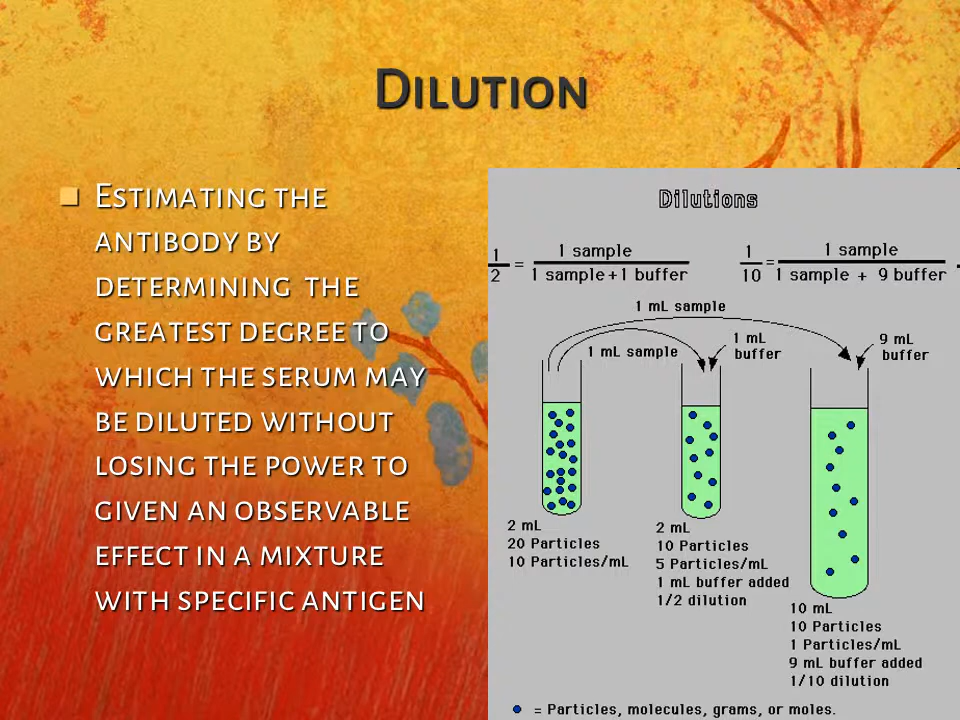 Dilution
Estimating the
antibody by
determining the
greatest degree to
which the serum may
be diluted without
losing the power to
given an observable
effect in a mixture
with specific antigen
Dilutions
1/2 = 1 sample / 1 sample + 1 buffer
1/10 = 1 sample / 1 sample + 9 buffer
1 mL sample
1 mL sample
1 mL
buffer
9 mL
buffer
2 mL
20 Particles
10 Particles/mL
2 mL
10 Particles
5 Particles/mL
1 mL buffer added
1/2 dilution
10 mL
10 Particles
1 Particles/mL
9 mL buffer added
1/10 dilution
= Particles, molecules, grams, or moles.